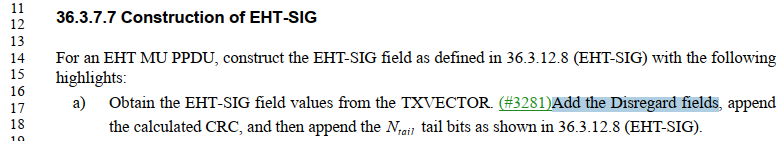 11
12 36.3.7.7 Construction of EHT-SIG
13
14 For an EHT MU PPDU, construct the EHT-SIG field as defined in 36.3.12.8 (EHT-SIG) with the following
15 highlights:
16
17 a) Obtain the EHT-SIG field values from the TXVECTOR. (#3281)Add the Disregard fields, append
18 the calculated CRC, and then append the N_tail tail bits as shown in 36.3.12.8 (EHT-SIG).
19